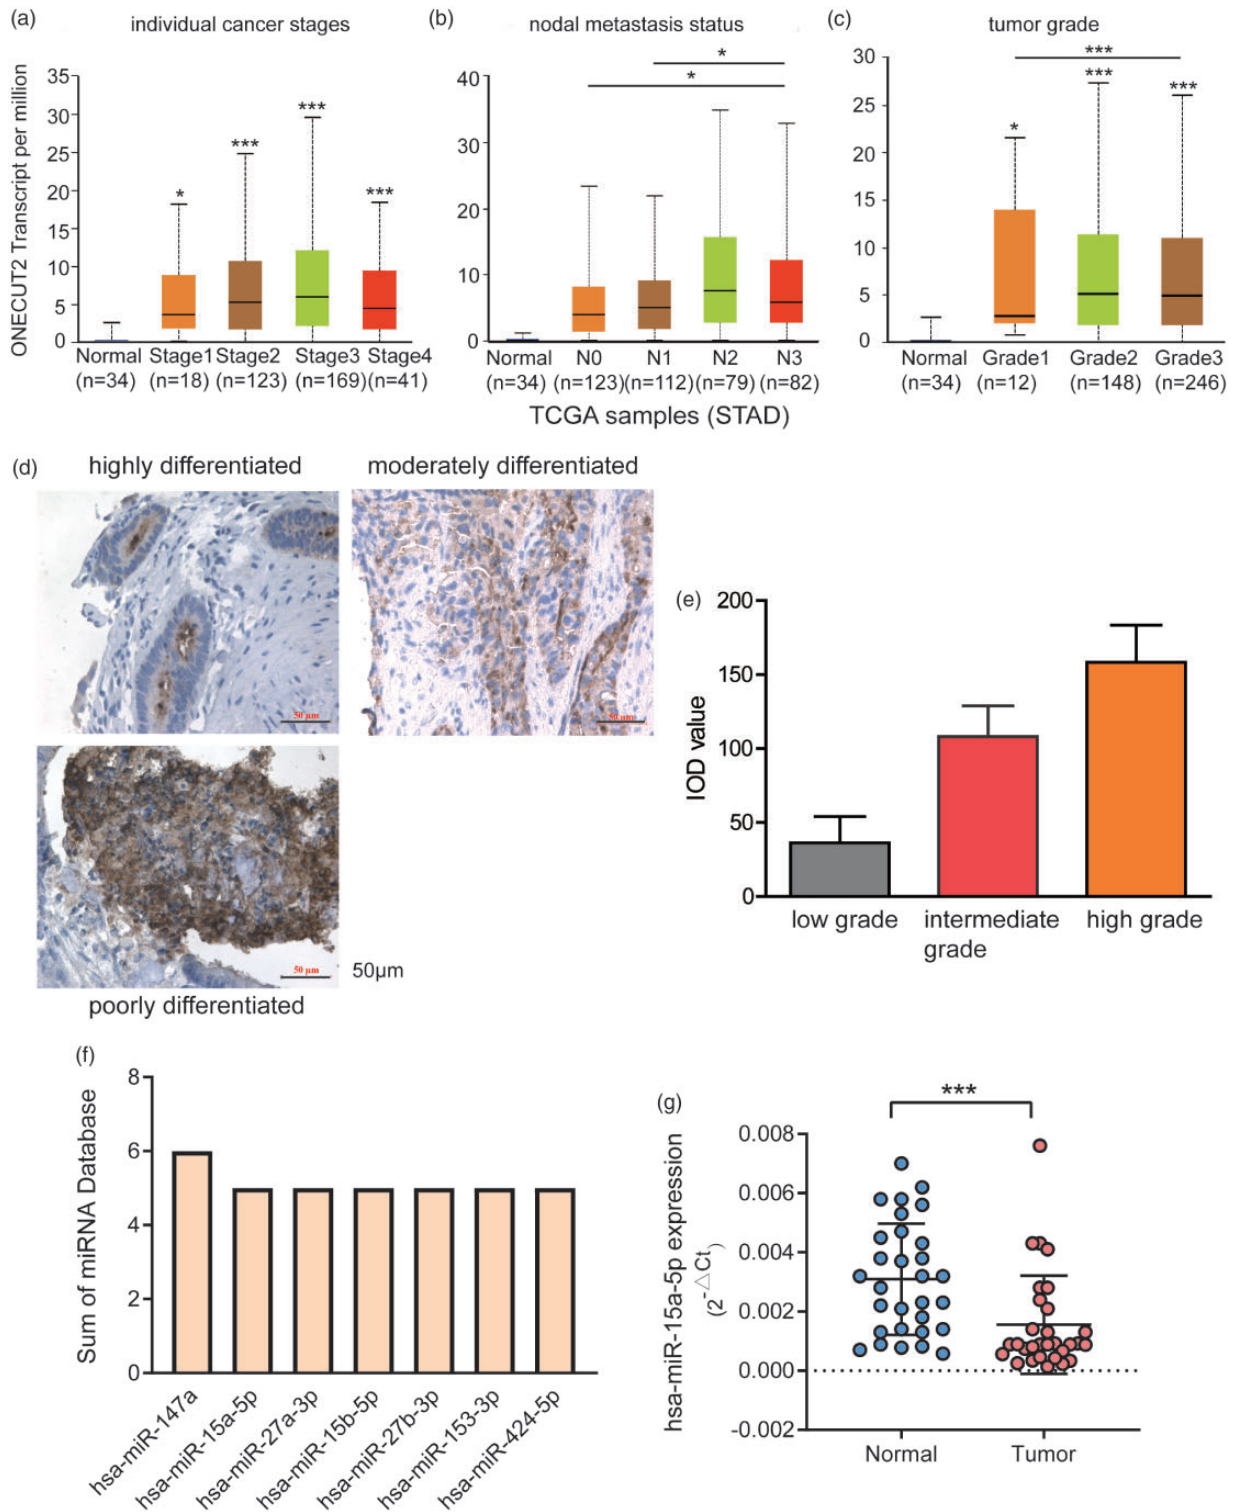 (a)
individual cancer stages
ONECUT2 Transcript per million
35
30
25
20
15
10
5
0
*
***
***
***
Normal Stage1 Stage2 Stage3 Stage4
(n=34) (n=18) (n=123) (n=169) (n=41)
(b)
nodal metastasis status
40
30
20
10
0
*
*
Normal N0 N1 N2 N3
(n=34) (n=123) (n=112) (n=79) (n=82)
TCGA samples (STAD)
(c)
tumor grade
30
25
20
15
10
5
0
***
*
***
***
Normal Grade1 Grade2 Grade3
(n=34) (n=12) (n=148) (n=246)
(d)
highly differentiated
moderately differentiated
50 μm
50 μm
50 μm
50μm
poorly differentiated
(e)
IOD value
200
150
100
50
0
low grade
intermediate
grade
high grade
(f)
Sum of miRNA Database
8
6
4
2
0
hsa-miR-147a
hsa-miR-15a-5p
hsa-miR-27a-3p
hsa-miR-15b-5p
hsa-miR-27b-3p
hsa-miR-153-3p
hsa-miR-424-5p
(g)
hsa-miR-15a-5p expression
(2^-△Ct)
***
0.008
0.006
0.004
0.002
0.000
-0.002
Normal
Tumor